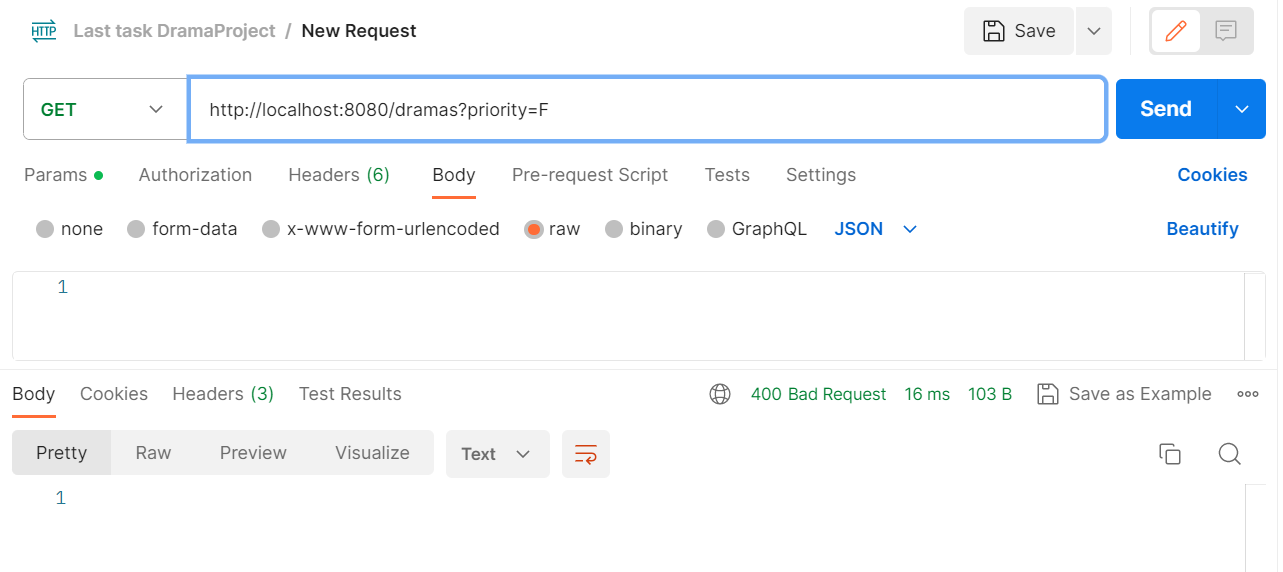 HTTP Last task DramaProject / New Request Save
GET http://localhost:8080/dramas?priority=F Send
Params Authorization Headers (6) Body Pre-request Script Tests Settings Cookies
none form-data x-www-form-urlencoded raw binary GraphQL JSON Beautify
1
Body Cookies Headers (3) Test Results 400 Bad Request 16 ms 103 B Save as Example
Pretty Raw Preview Visualize Text
1